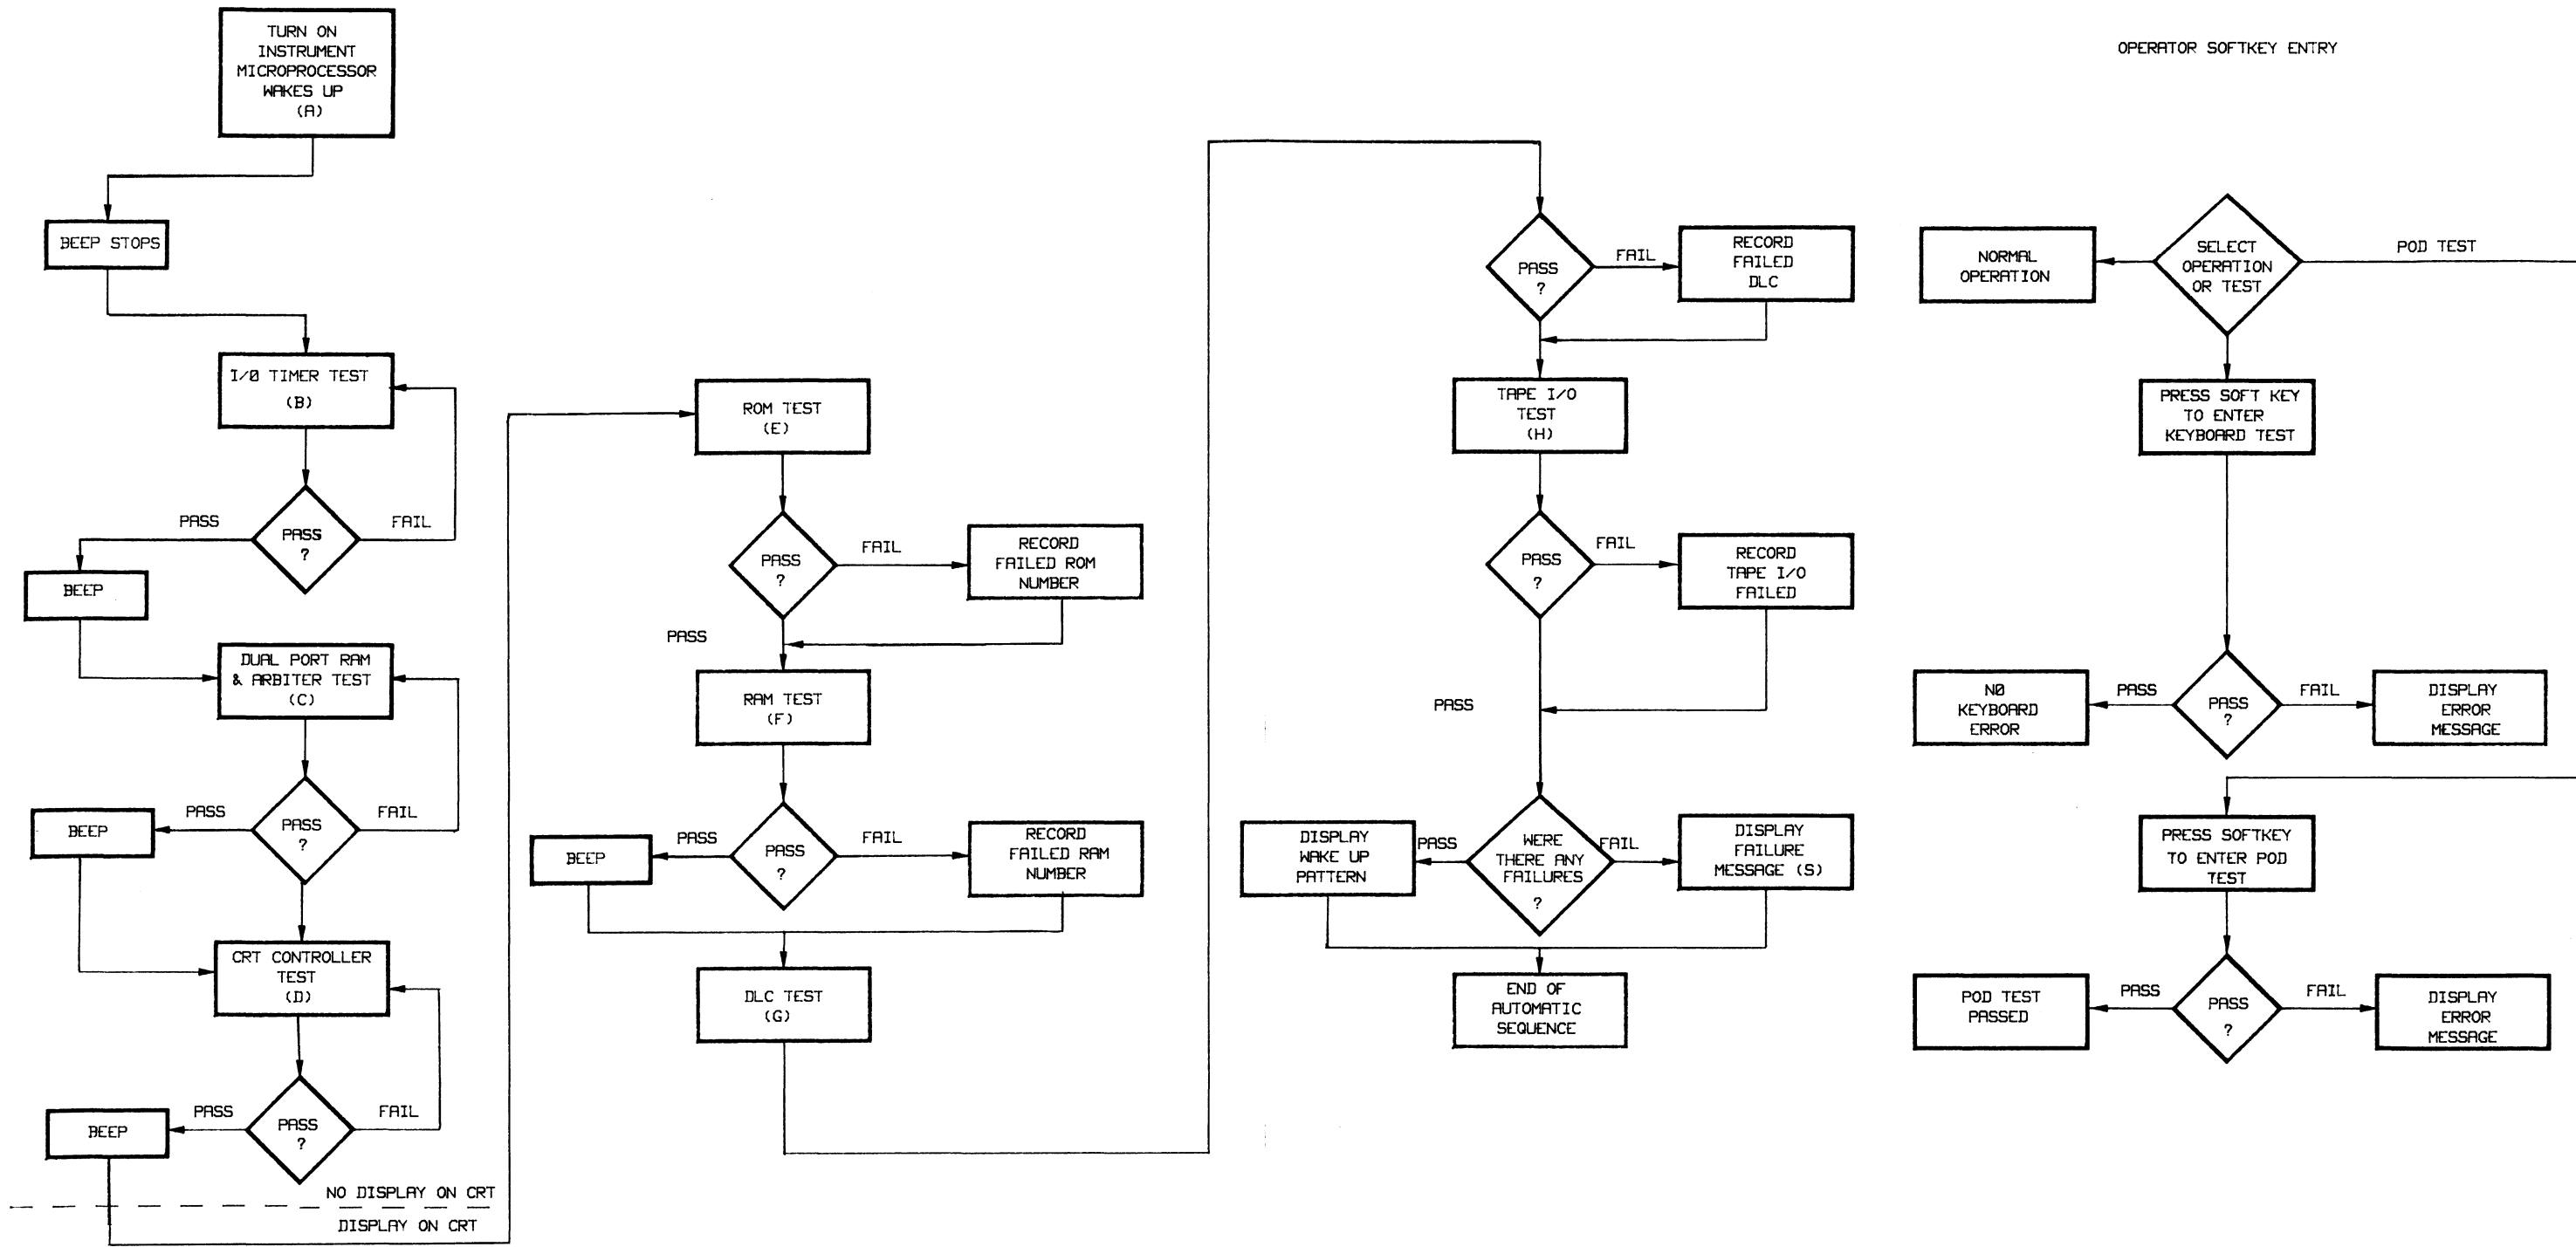 TURN ON
INSTRUMENT
MICROPROCESSOR
WAKES UP
(A)
BEEP STOPS
I/Ø TIMER TEST
(B)
PASS
?
PASS
FAIL
BEEP
DUAL PORT RAM
& ARBITER TEST
(C)
PASS
?
PASS
FAIL
BEEP
CRT CONTROLLER
TEST
(D)
PASS
?
PASS
FAIL
BEEP
NO DISPLAY ON CRT
DISPLAY ON CRT
ROM TEST
(E)
PASS
?
FAIL
RECORD
FAILED ROM
NUMBER
PASS
RAM TEST
(F)
PASS
?
PASS
FAIL
BEEP
RECORD
FAILED RAM
NUMBER
DLC TEST
(G)
PASS
?
FAIL
RECORD
FAILED
DLC
TAPE I/O
TEST
(H)
PASS
?
FAIL
RECORD
TAPE I/O
FAILED
PASS
WERE
THERE ANY
FAILURES
?
PASS
FAIL
DISPLAY
WAKE UP
PATTERN
DISPLAY
FAILURE
MESSAGE (S)
END OF
AUTOMATIC
SEQUENCE
OPERATOR SOFTKEY ENTRY
SELECT
OPERATION
OR TEST
NORMAL
OPERATION
POD TEST
PRESS SOFT KEY
TO ENTER
KEYBOARD TEST
PASS
?
PASS
FAIL
NØ
KEYBOARD
ERROR
DISPLAY
ERROR
MESSAGE
PRESS SOFTKEY
TO ENTER POD
TEST
PASS
?
PASS
FAIL
POD TEST
PASSED
DISPLAY
ERROR
MESSAGE